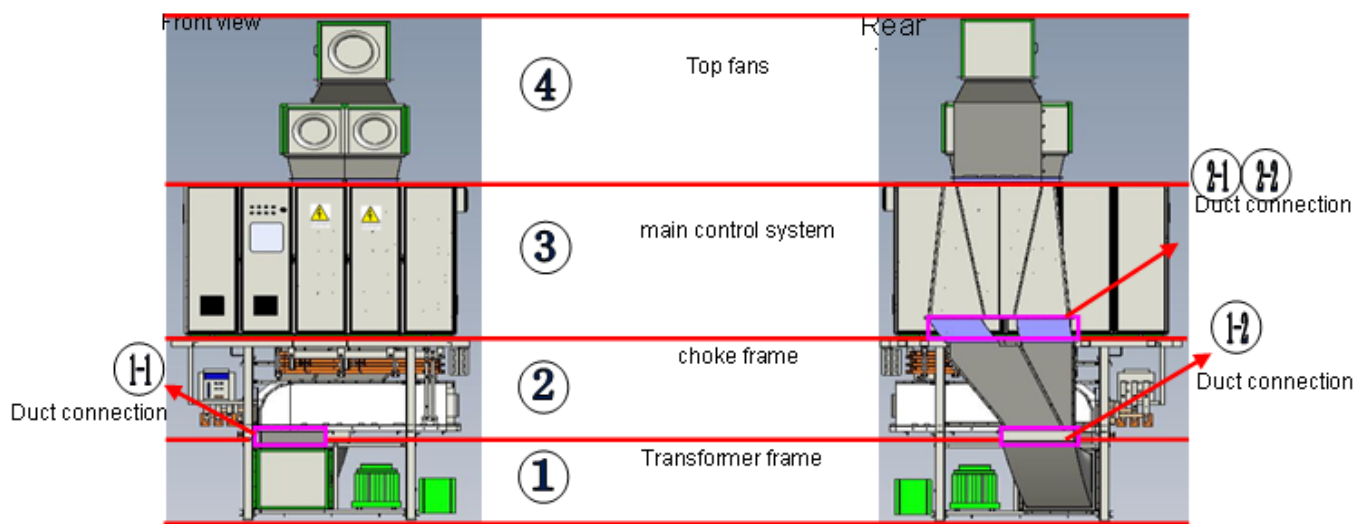 Front view
Rear
4
Top fans
2-1 2-2
Duct connection
3
main control system
1-2
choke frame
1-1
2
Duct connection
Duct connection
Transformer frame
1